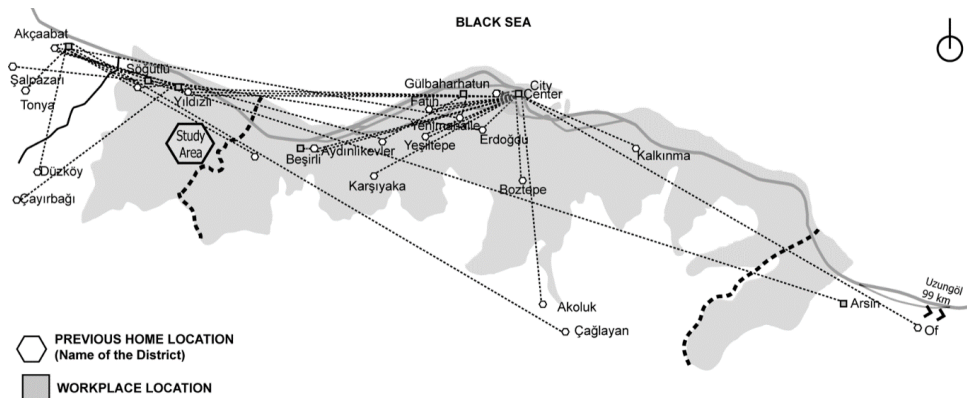 BLACK SEA
Akçaabat
Şalpazarı
Tonya
Söğütlü
Yıldızlı
Study
Area
Düzköy
Çayırbağı
Gülbaharhatun
City
Center
Fatih
Yenimahalle
Erdoğdu
Yeşiltepe
Beşirli
Aydınlıkevler
Karşıyaka
Boztepe
Kalkınma
Akoluk
Çağlayan
Arsin
Of
Uzungöl
99 km
PREVIOUS HOME LOCATION
(Name of the District)
WORKPLACE LOCATION